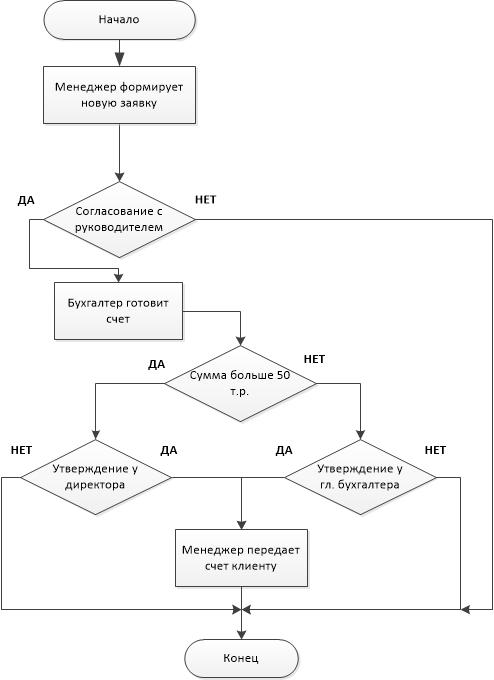 Начало
Менеджер формирует
новую заявку
ДА
НЕТ
Согласование с
руководителем
Бухгалтер готовит
счет
ДА
НЕТ
Сумма больше 50
т.р.
НЕТ
ДА
ДА
НЕТ
Утверждение у
директора
Утверждение у
гл. бухгалтера
Менеджер передает
счет клиенту
Конец